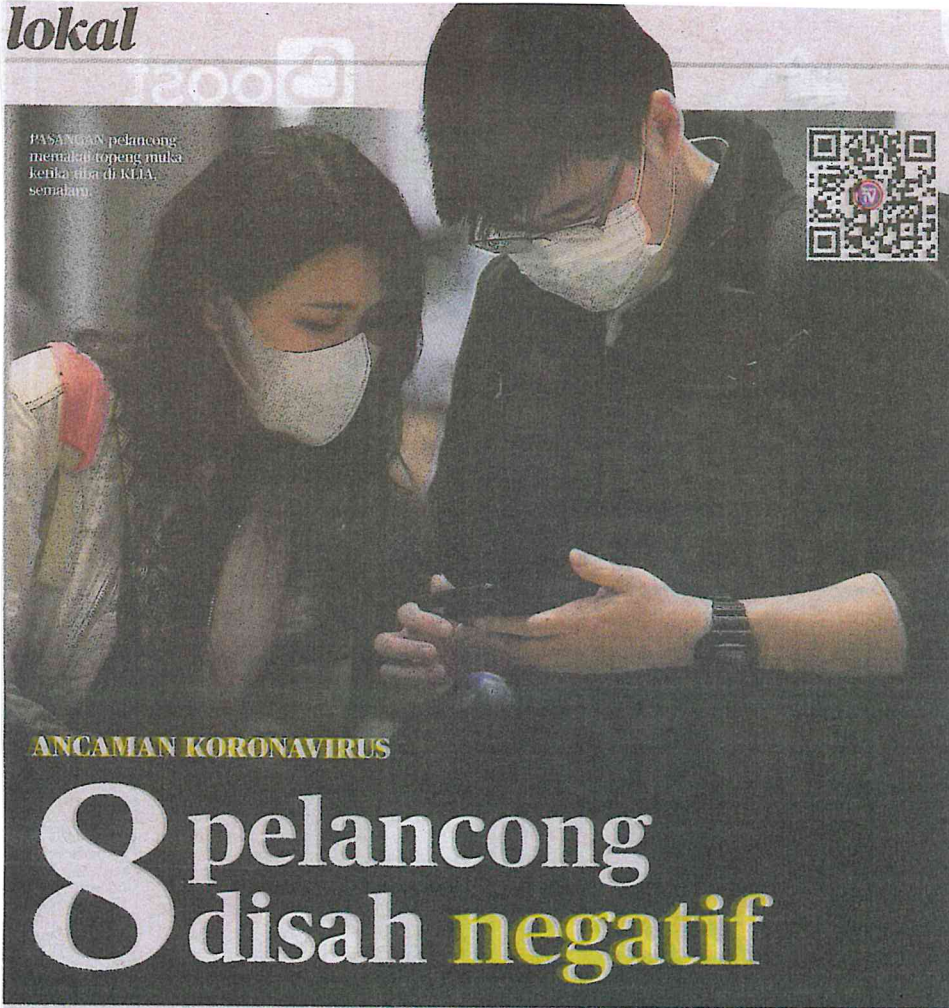 lokal
PASANGAN pelancong
memakai topeng muka
ketika tiba di KLIA,
semalam.
ANCAMAN KORONAVIRUS
8 pelancong
disah negatif